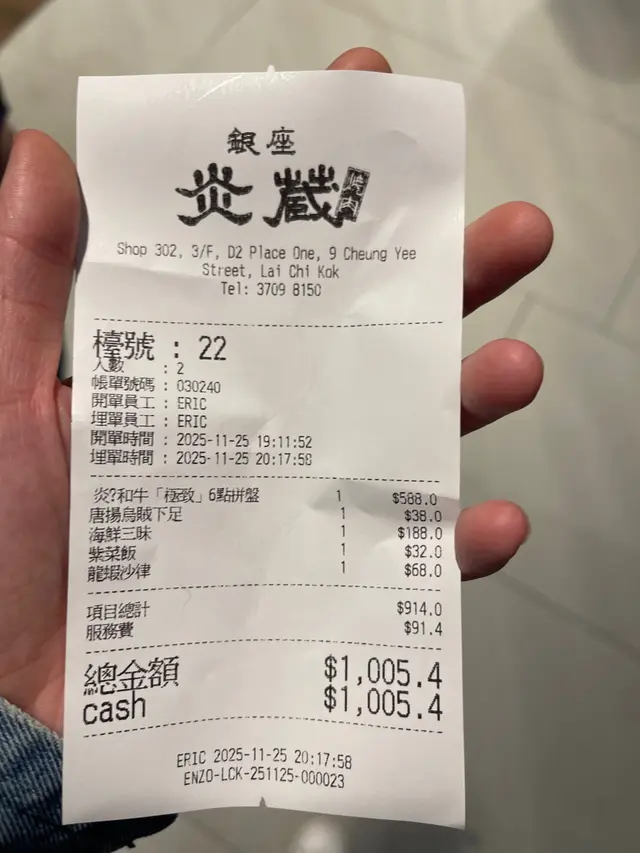 銀座
炎蔵 焼肉
Shop 302, 3/F, D2 Place One, 9 Cheung Yee
Street, Lai Chi Kok
Tel: 3709 8150
檯號 : 22
人數 : 2
帳單號碼 : 030240
開單員工 : ERIC
埋單員工 : ERIC
開單時間 : 2025-11-25 19:11:52
埋單時間 : 2025-11-25 20:17:58
炎?和牛「極致」6點拼盤 1 $588.0
唐揚烏賊下足 1 $38.0
海鮮三味 1 $188.0
紫菜飯 1 $32.0
龍蝦沙律 1 $68.0
項目總計 $914.0
服務費 $91.4
總金額 $1,005.4
cash $1,005.4
ERIC 2025-11-25 20:17:58
ENZO-LCK-251125-000023